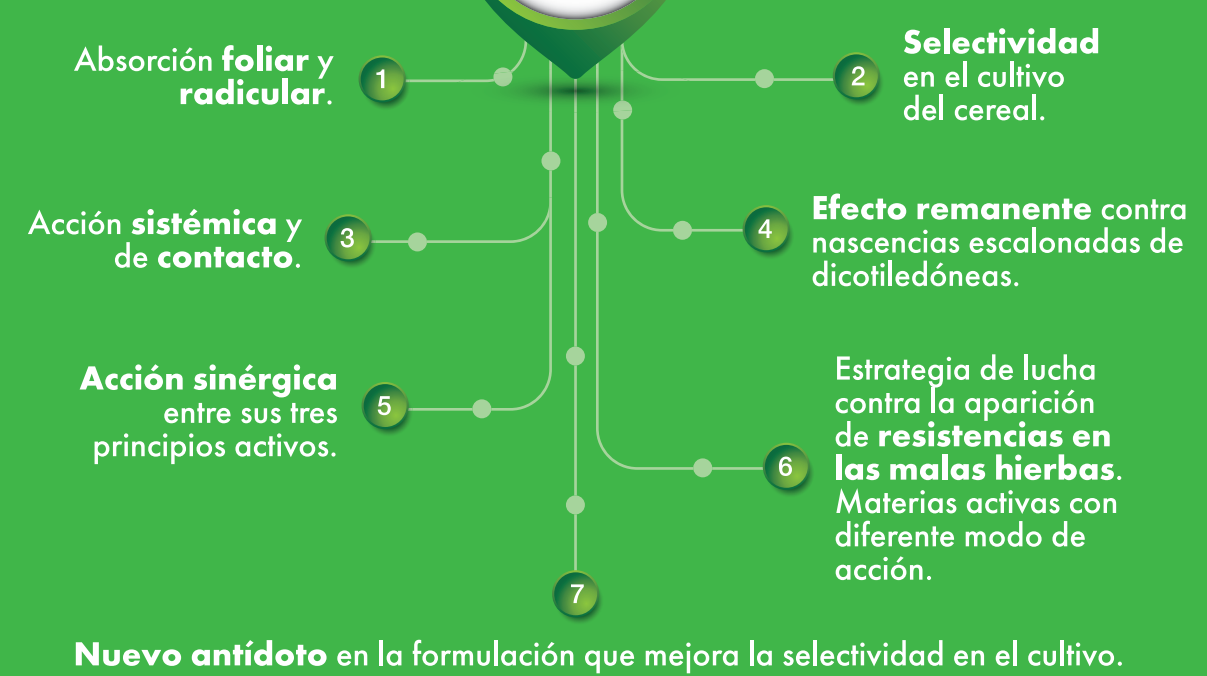 Absorción foliar y
radicular.
1
2
Selectividad
en el cultivo
del cereal.
Acción sistémica y
de contacto.
3
4
Efecto remanente contra
nascencias escalonadas de
dicotiledóneas.
Acción sinérgica
entre sus tres
principios activos.
5
6
Estrategia de lucha
contra la aparición
de resistencias en
las malas hierbas.
Materias activas con
diferente modo de
acción.
7
Nuevo antídoto en la formulación que mejora la selectividad en el cultivo.